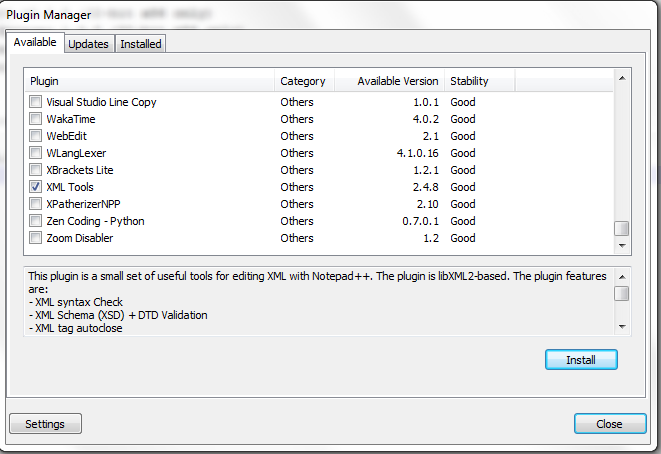 Plugin Manager
Available Updates Installed
Plugin Category Available Version Stability
Visual Studio Line Copy Others 1.0.1 Good
WakaTime Others 4.0.2 Good
WebEdit Others 2.1 Good
WLangLexer Others 4.1.0.16 Good
XBrackets Lite Others 1.2.1 Good
XML Tools Others 2.4.8 Good
XPatherizerNPP Others 2.10 Good
Zen Coding - Python Others 0.7.0.1 Good
Zoom Disabler Others 1.2 Good
This plugin is a small set of useful tools for editing XML with Notepad++. The plugin is libXML2-based. The plugin features
are:
- XML syntax Check
- XML Schema (XSD) + DTD Validation
- XML tag autoclose
Install
Settings Close